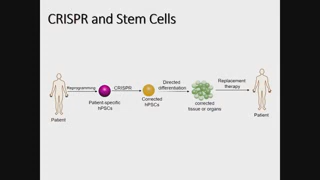 CRISPR and Stem Cells
Reprogramming
CRISPR
Directed
differentiation
Replacement
therapy
Patient
Patient-specific
hPSCs
Corrected
hPSCs
corrected
tissue or organs
Patient